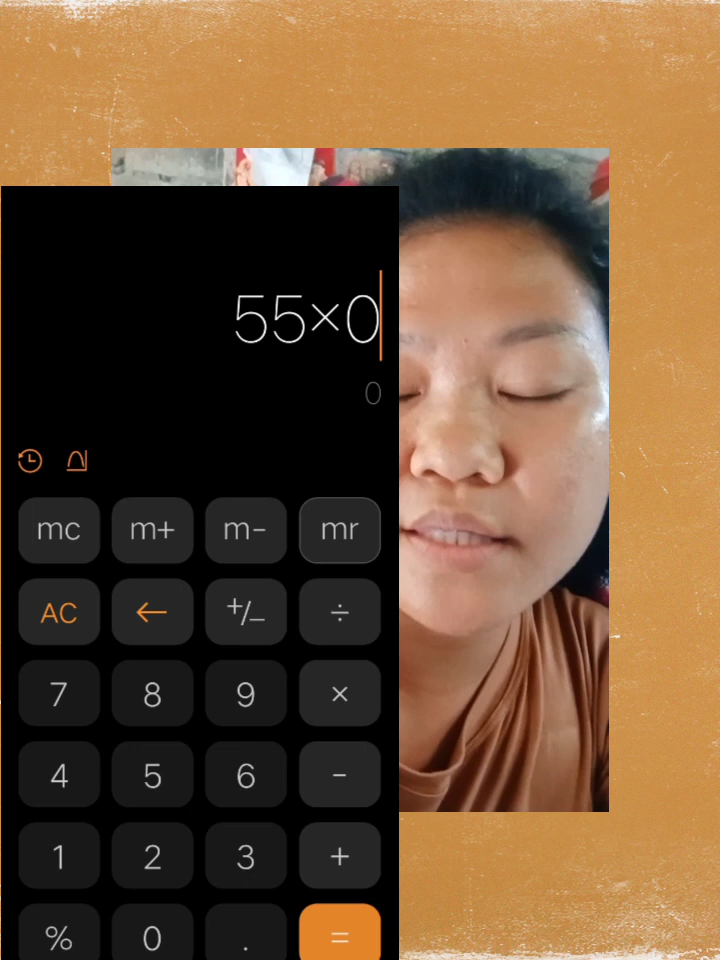 55×0
0
mc m+ m- mr
AC ← +/− ÷
7 8 9 ×
4 5 6 −
1 2 3 +
% 0 . =